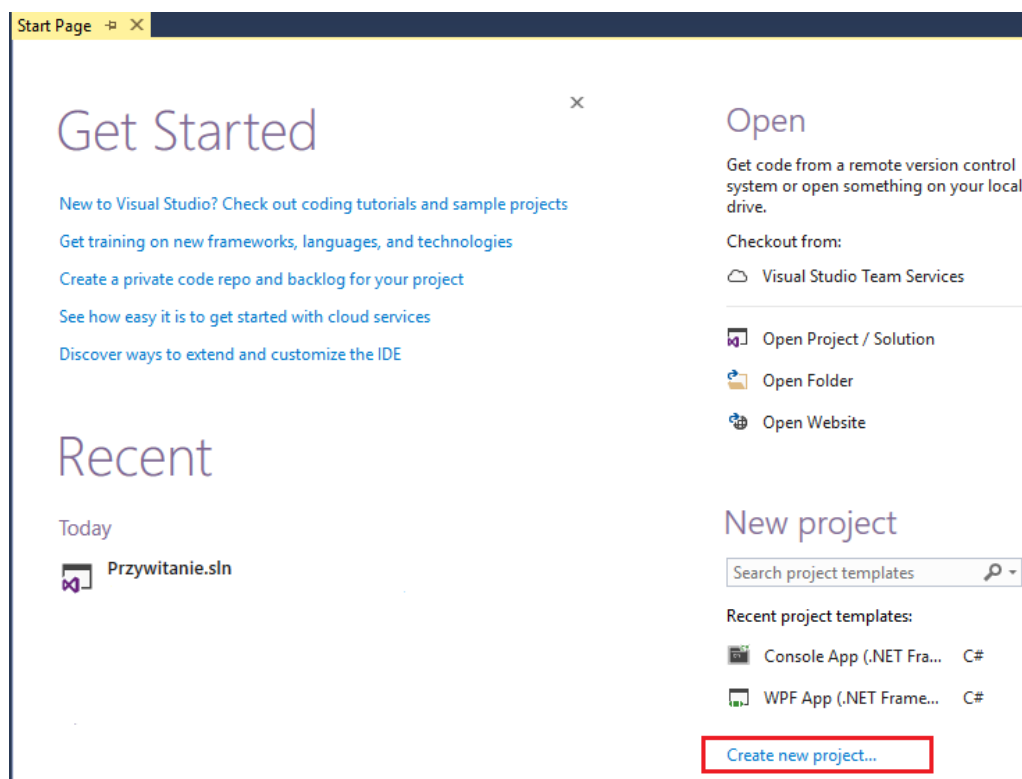 Start Page
Get Started
New to Visual Studio? Check out coding tutorials and sample projects
Get training on new frameworks, languages, and technologies
Create a private code repo and backlog for your project
See how easy it is to get started with cloud services
Discover ways to extend and customize the IDE
Recent
Today
Przywitanie.sln
Open
Get code from a remote version control
system or open something on your local
drive.
Checkout from:
Visual Studio Team Services
Open Project / Solution
Open Folder
Open Website
New project
Search project templates
Recent project templates:
Console App (.NET Fra... C#
WPF App (.NET Frame... C#
Create new project...